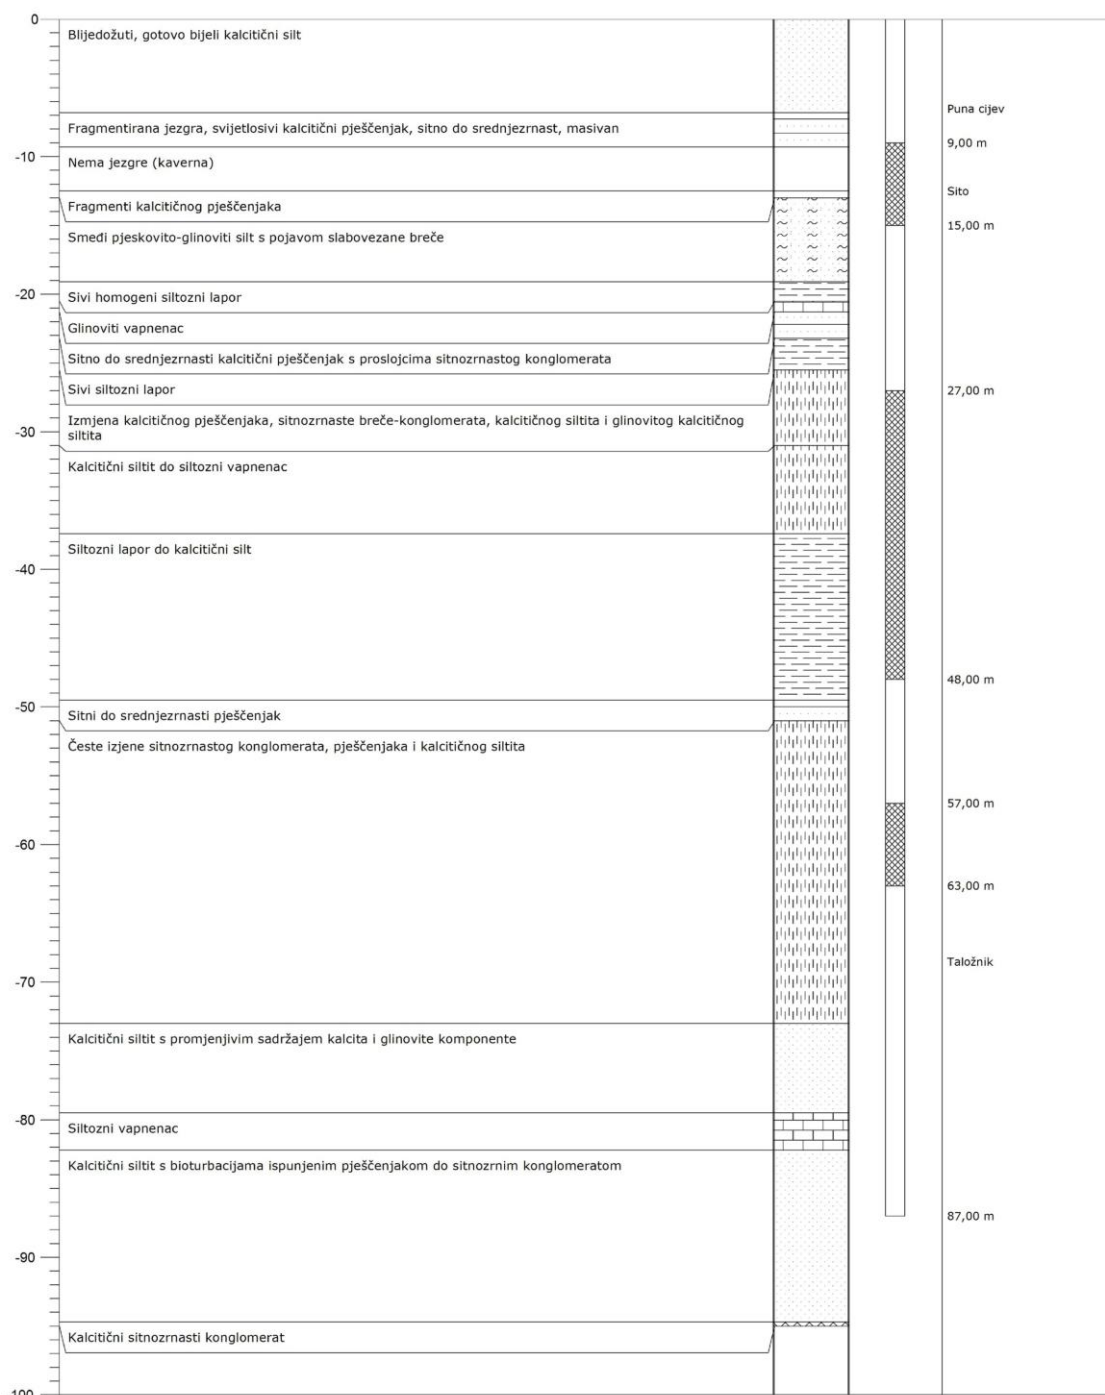 0
Blijedožuti, gotovo bijeli kalcitični silt
Puna cijev
Fragmentirana jezgra, svijetlosivi kalcitični pješčenjak, sitno do srednjezrnast, masivan
9,00 m
-10
Nema jezgre (kaverna)
Sito
Fragmenti kalcitičnog pješčenjaka
15,00 m
Smeđi pjeskovito-glinoviti silt s pojavom slabovezane breče
-20
Sivi homogeni siltozni lapor
Glinoviti vapnenac
Sitno do srednjezrnasti kalcitični pješčenjak s proslojcima sitnozrnastog konglomerata
Sivi siltozni lapor
27,00 m
Izmjena kalcitičnog pješčenjaka, sitnozrnaste breče-konglomerata, kalcitičnog siltita i glinovitog kalcitičnog
siltita
-30
Kalcitični siltit do siltozni vapnenac
Siltozni lapor do kalcitični silt
-40
48,00 m
-50
Sitni do srednjezrnasti pješčenjak
Česte izjene sitnozrnastog konglomerata, pješčenjaka i kalcitičnog siltita
57,00 m
-60
63,00 m
Taložnik
-70
Kalcitični siltit s promjenjivim sadržajem kalcita i glinovite komponente
-80
Siltozni vapnenac
Kalcitični siltit s bioturbacijama ispunjenim pješčenjakom do sitnozrnim konglomeratom
87,00 m
-90
Kalcitični sitnozrnasti konglomerat
-100